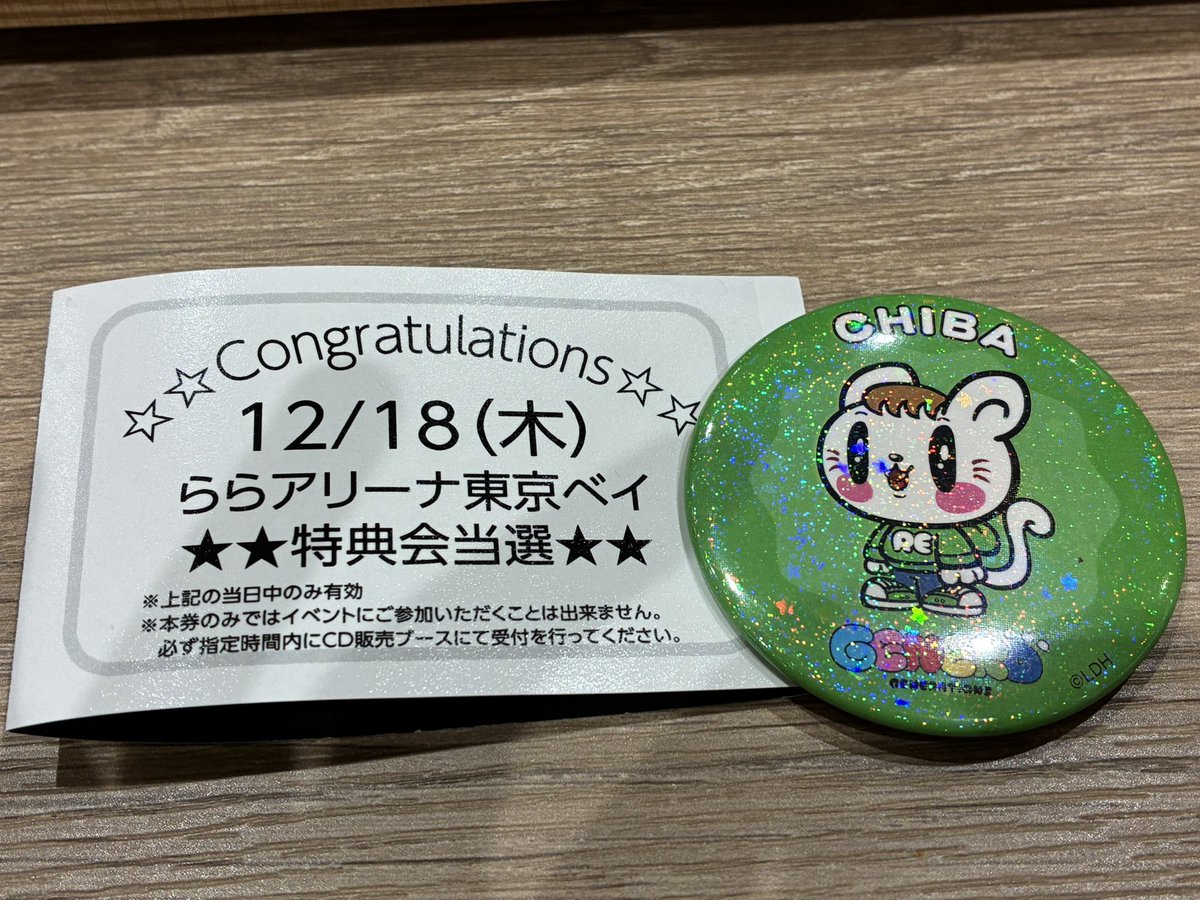 Congratulations
12/18(木)
ららアリーナ東京ベイ
★★特典会当選★★
※上記の当日中のみ有効
※本券のみではイベントにご参加いただくことは出来ません。
必ず指定時間内にCD販売ブースにて受付を行ってください。
CHIBA
RE
GENERATIONS
©LDH